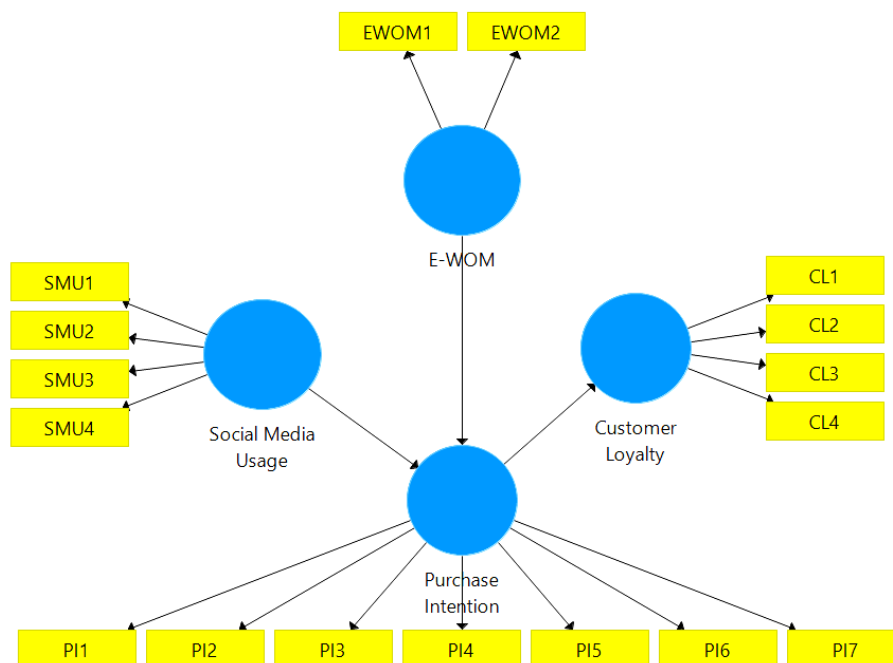 EWOM1 EWOM2
E-WOM
SMU1
SMU2
SMU3
SMU4
Social Media
Usage
CL1
CL2
CL3
CL4
Customer
Loyalty
Purchase
Intention
PI1 PI2 PI3 PI4 PI5 PI6 PI7